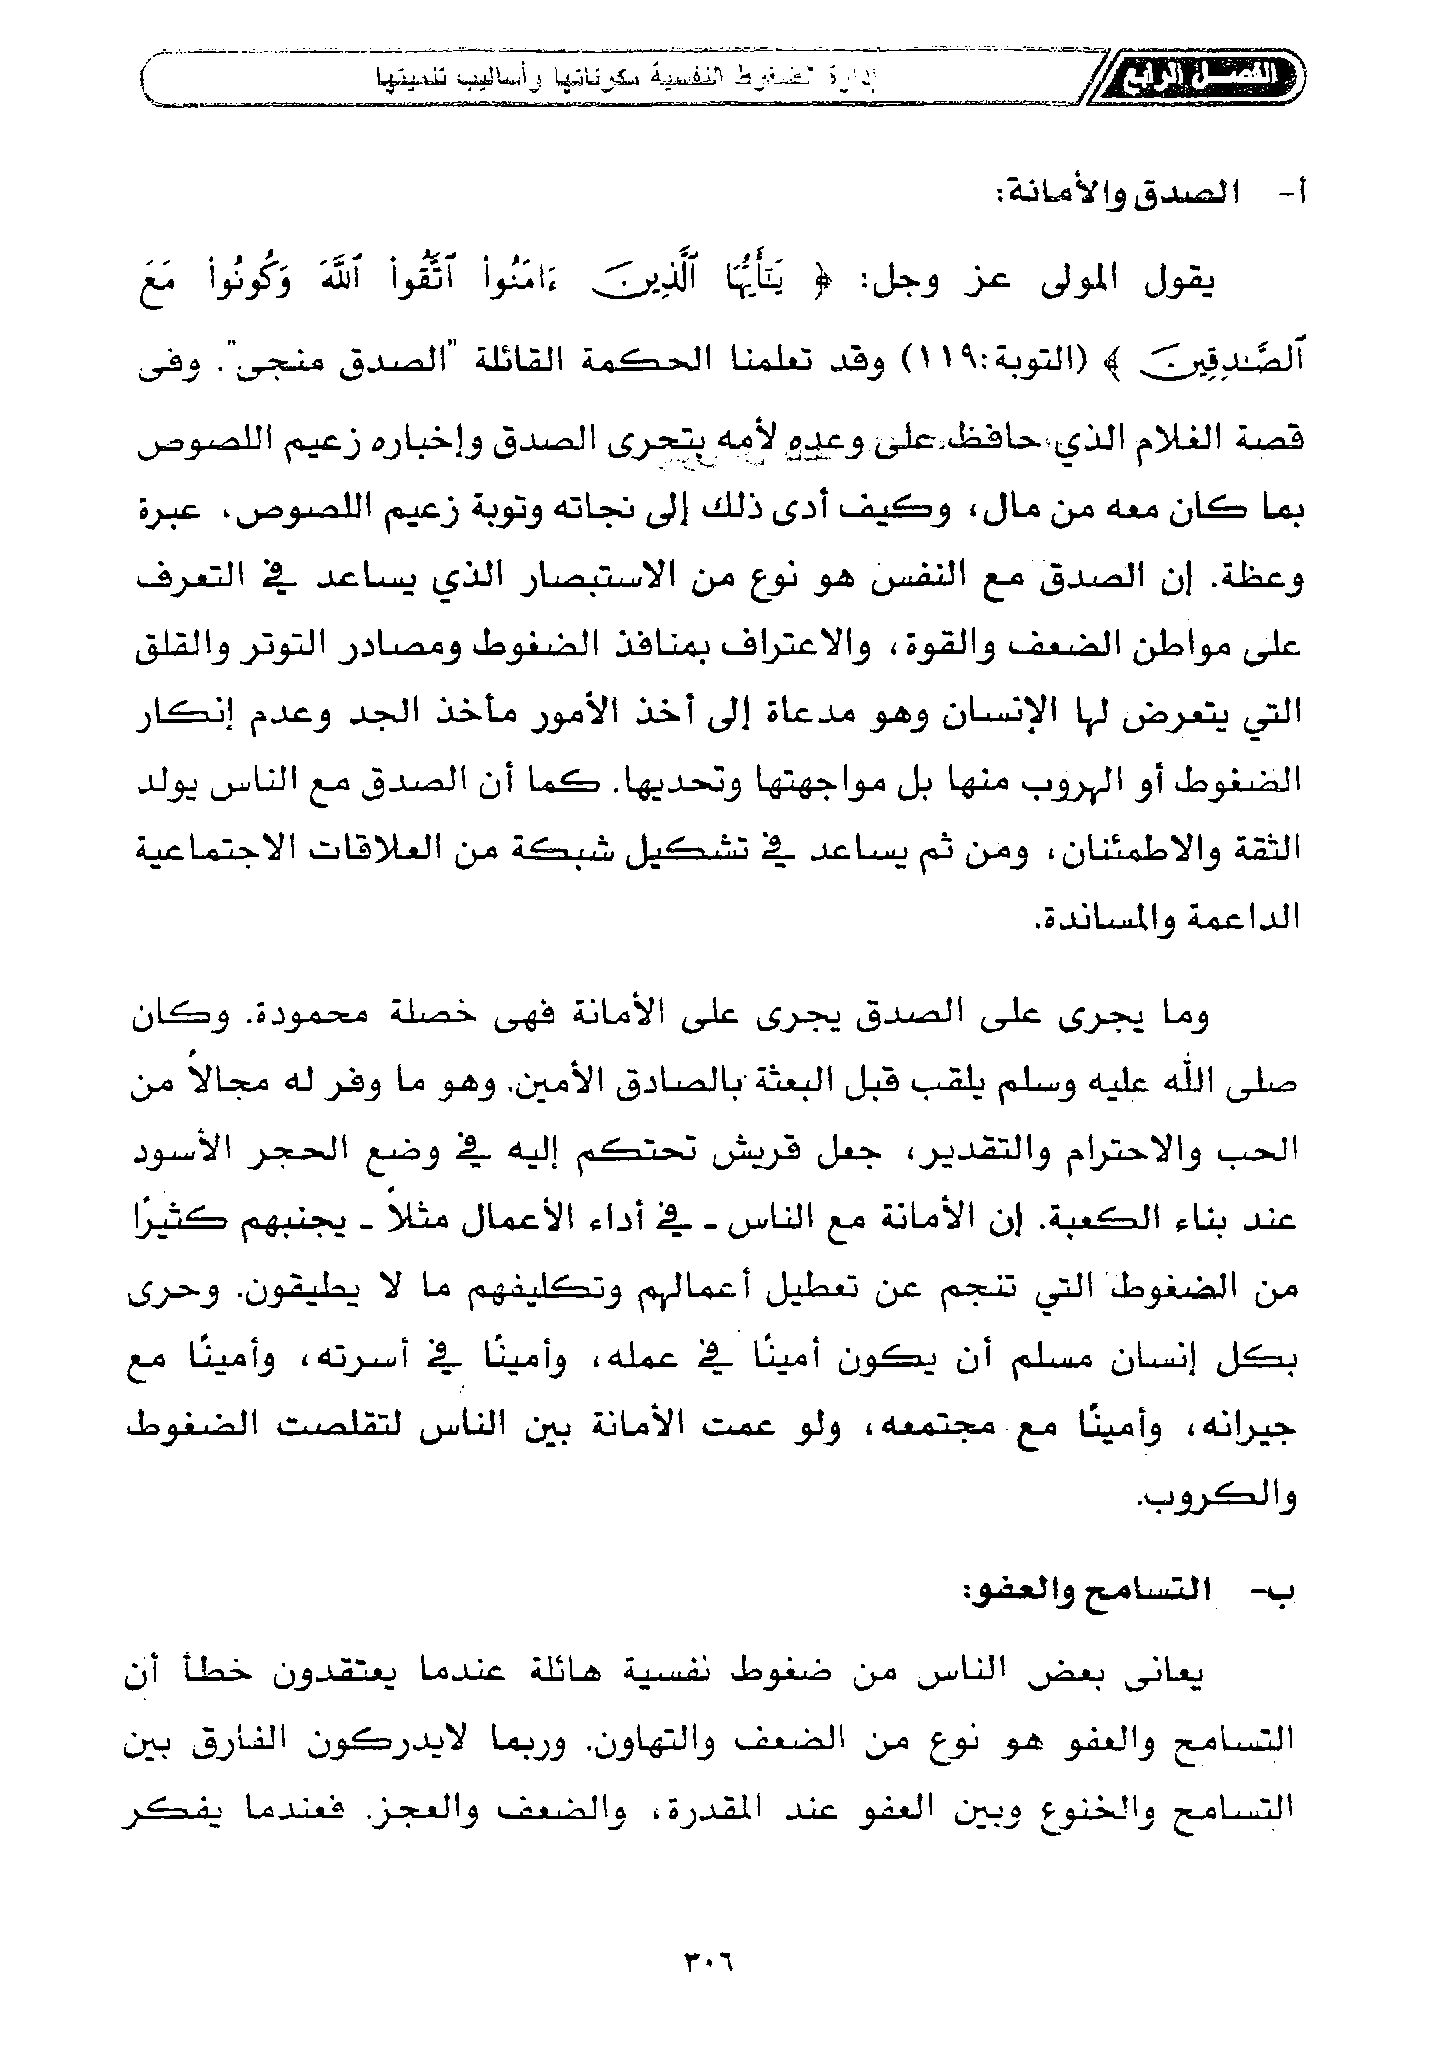 الفصل الرابع
إدارة الضغوط النفسية مكوناتها وأساليب تنميتها
أ- الصدق والأمانة:
يقول المولى عز وجل: ﴿ يَٰٓأَيُّهَا ٱلَّذِينَ ءَامَنُوا۟ ٱتَّقُوا۟ ٱللَّهَ وَكُونُوا۟ مَعَ
ٱلصَّٰدِقِينَ ﴾ (التوبة:١١٩) وقد تعلمنا الحكمة القائلة "الصدق منجى". وفى
قصة الغلام الذي حافظ على وعده لأمه بتحرى الصدق وإخباره زعيم اللصوص
بما كان معه من مال، وكيف أدى ذلك إلى نجاته وتوبة زعيم اللصوص، عبرة
وعظة. إن الصدق مع النفس هو نوع من الاستبصار الذي يساعد في التعرف
على مواطن الضعف والقوة، والاعتراف بمنافذ الضغوط ومصادر التوتر والقلق
التي يتعرض لها الإنسان وهو مدعاة إلى أخذ الأمور مأخذ الجد وعدم إنكار
الضغوط أو الهروب منها بل مواجهتها وتحديها. كما أن الصدق مع الناس يولد
الثقة والاطمئنان، ومن ثم يساعد في تشكيل شبكة من العلاقات الاجتماعية
الداعمة والمساندة.
وما يجرى على الصدق يجرى على الأمانة فهى خصلة محمودة. وكان
صلى الله عليه وسلم يلقب قبل البعثة بالصادق الأمين. وهو ما وفر له مجالاً من
الحب والاحترام والتقدير، جعل قريش تحتكم إليه في وضع الحجر الأسود
عند بناء الكعبة. إن الأمانة مع الناس - في أداء الأعمال مثلاً - يجنبهم كثيرًا
من الضغوط التي تنجم عن تعطيل أعمالهم وتكليفهم ما لا يطيقون. وحرى
بكل إنسان مسلم أن يكون أمينًا في عمله، وأمينًا في أسرته، وأمينًا مع
جيرانه، وأمينًا مع مجتمعه، ولو عمت الأمانة بين الناس لتقلصت الضغوط
والكروب.
ب- التسامح والعفو:
يعانى بعض الناس من ضغوط نفسية هائلة عندما يعتقدون خطأ أن
التسامح والعفو هو نوع من الضعف والتهاون. وربما لايدركون الفارق بين
التسامح والخنوع وبين العفو عند المقدرة، والضعف والعجز. فعندما يفكر
٣٠٦